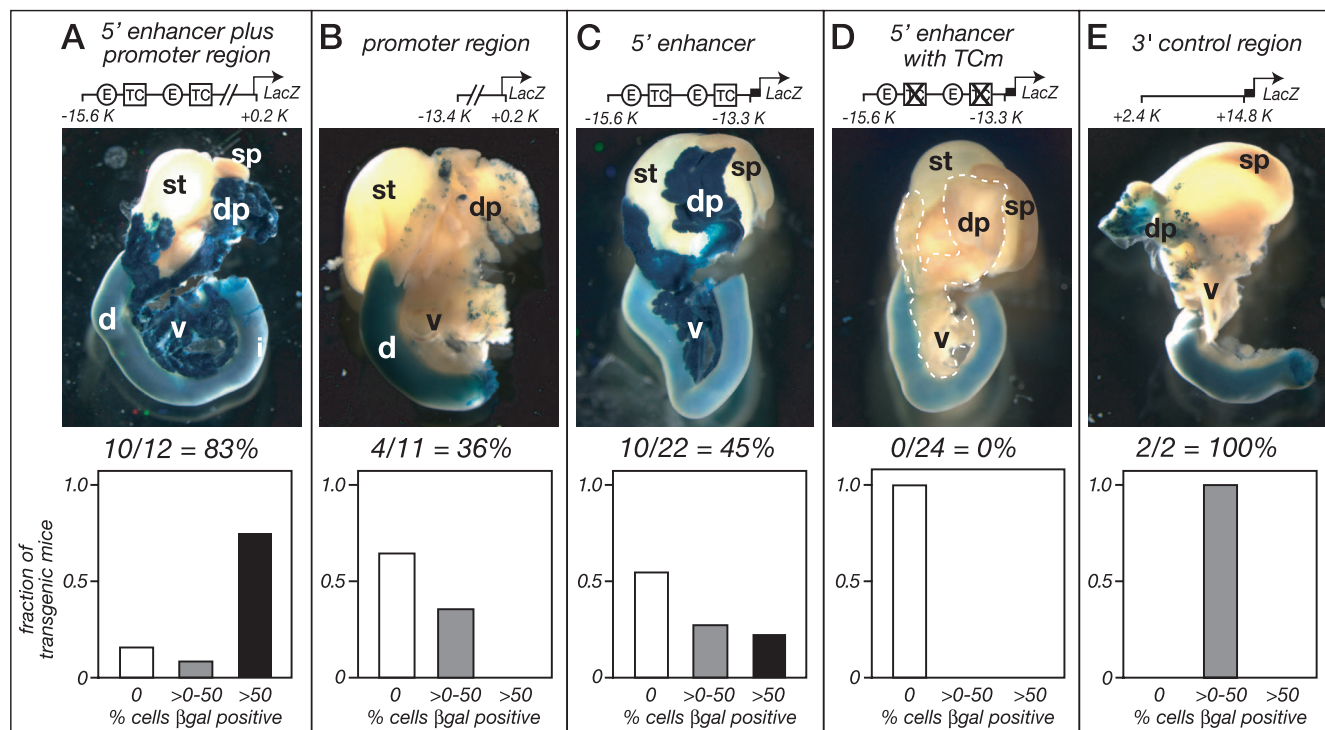 A 5’ enhancer plus
promoter region
E TC E TC LacZ
-15.6 K +0.2 K
sp
st
dp
d v i
10/12 = 83%
1.0
0.5
0
fraction of
transgenic mice
0 >0-50 >50
% cells βgal positive
B promoter region
LacZ
-13.4 K +0.2 K
st dp
v
d
4/11 = 36%
1.0
0.5
0
0 >0-50 >50
% cells βgal positive
C 5’ enhancer
E TC E TC LacZ
-15.6 K -13.3 K
st sp
dp
v
10/22 = 45%
1.0
0.5
0
0 >0-50 >50
% cells βgal positive
D 5’ enhancer
with TCm
E TC E TC LacZ
-15.6 K -13.3 K
st
dp sp
v
0/24 = 0%
1.0
0.5
0
0 >0-50 >50
% cells βgal positive
E 3' control region
LacZ
+2.4 K +14.8 K
sp
dp
v
2/2 = 100%
1.0
0.5
0
0 >0-50 >50
% cells βgal positive